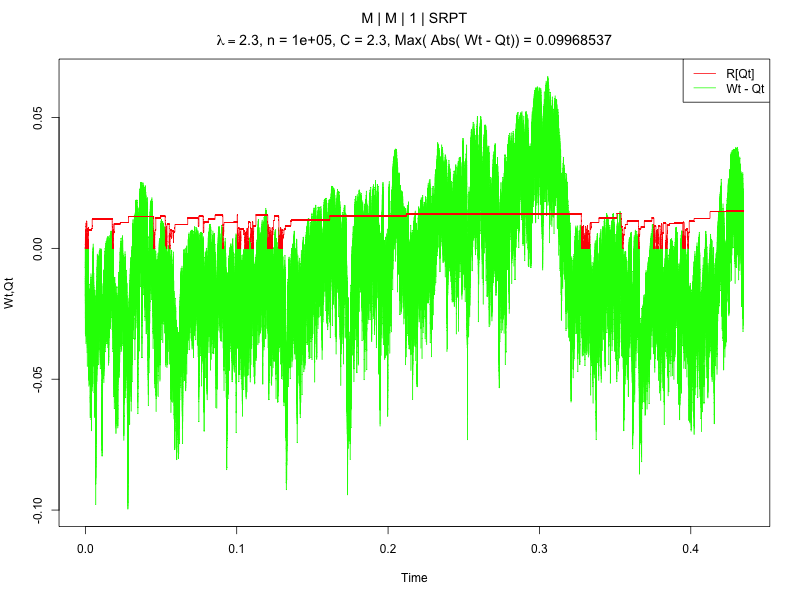 M | M | 1 | SRPT
λ = 2.3, n = 1e+05, C = 2.3, Max( Abs( Wt - Qt)) = 0.09968537
R[Qt]
Wt - Qt
0.05
0.00
-0.05
-0.10
Wt,Qt
0.0 0.1 0.2 0.3 0.4
Time